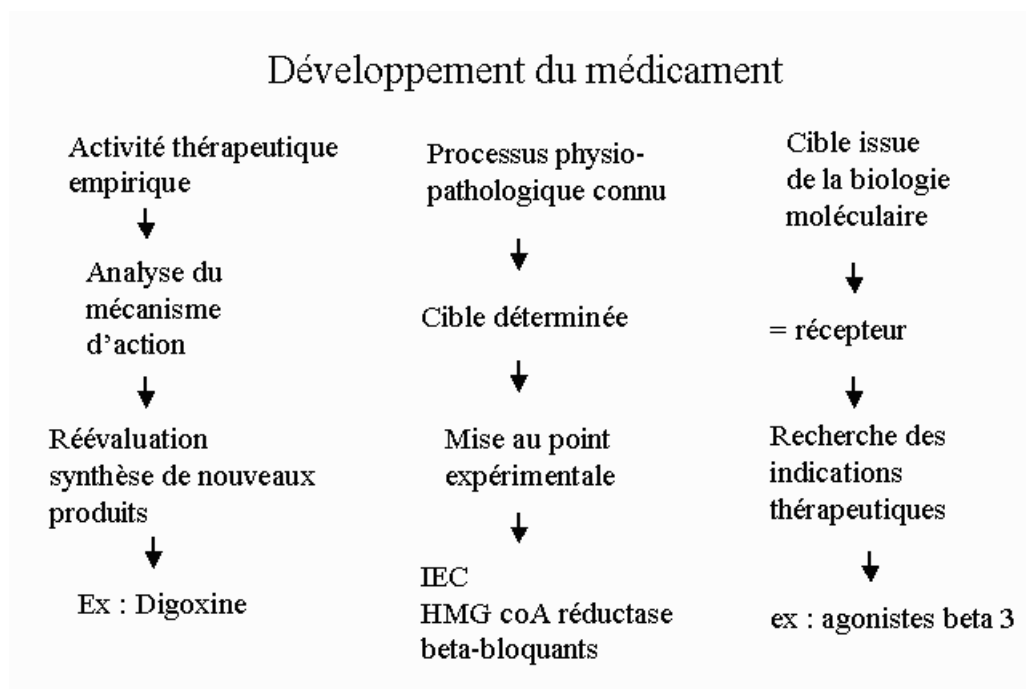 Développement du médicament
Activité thérapeutique
empirique
Analyse du
mécanisme
d’action
Réévaluation
synthèse de nouveaux
produits
Ex : Digoxine
Processus physio-
pathologique connu
Cible déterminée
Mise au point
expérimentale
IEC
HMG coA réductase
beta-bloquants
Cible issue
de la biologie
moléculaire
= récepteur
Recherche des
indications
thérapeutiques
ex : agonistes beta 3